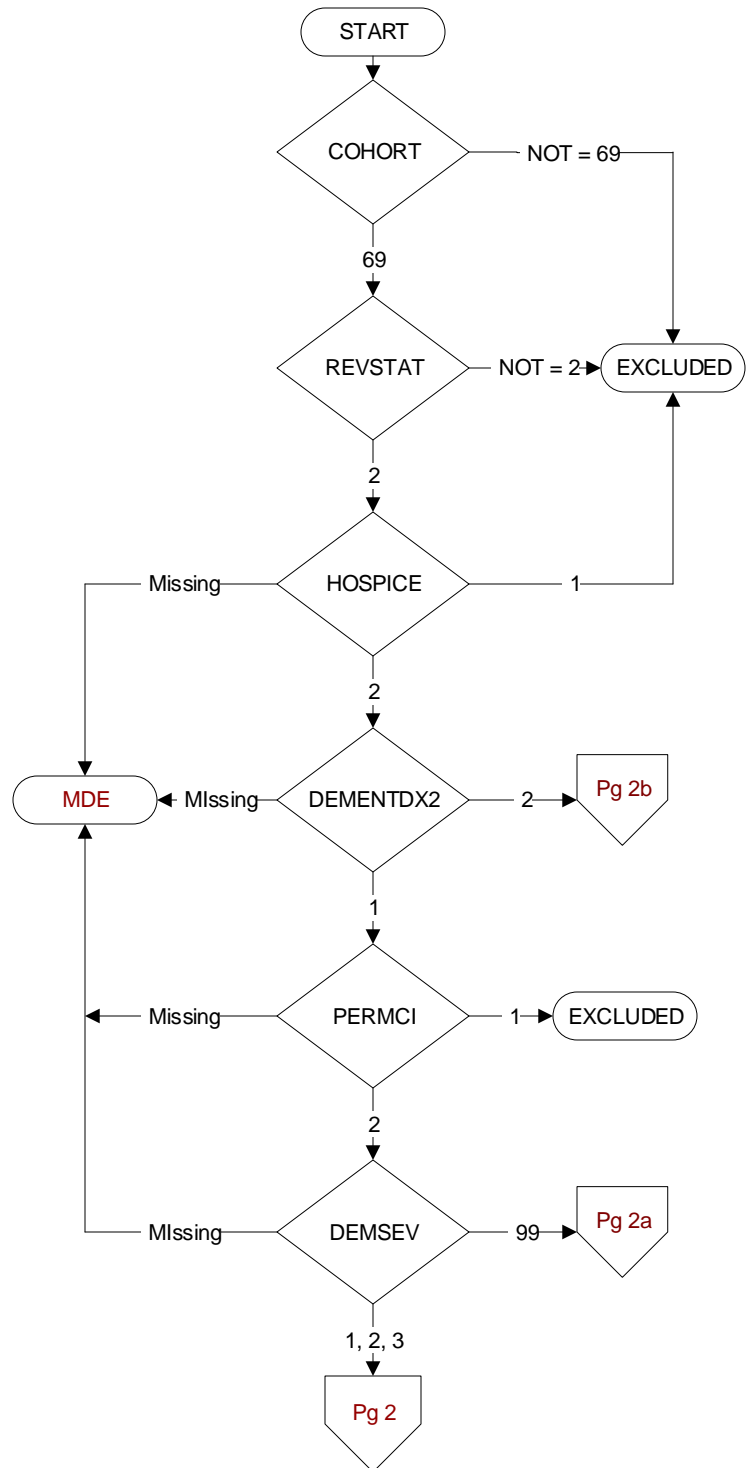 START
COHORT
NOT = 69
69
REVSTAT
NOT = 2
EXCLUDED
2
Missing
HOSPICE
1
2
MDE
MIssing
DEMENTDX2
2
Pg 2b
1
Missing
PERMCI
1
EXCLUDED
2
MIssing
DEMSEV
99
Pg 2a
1, 2, 3
Pg 2